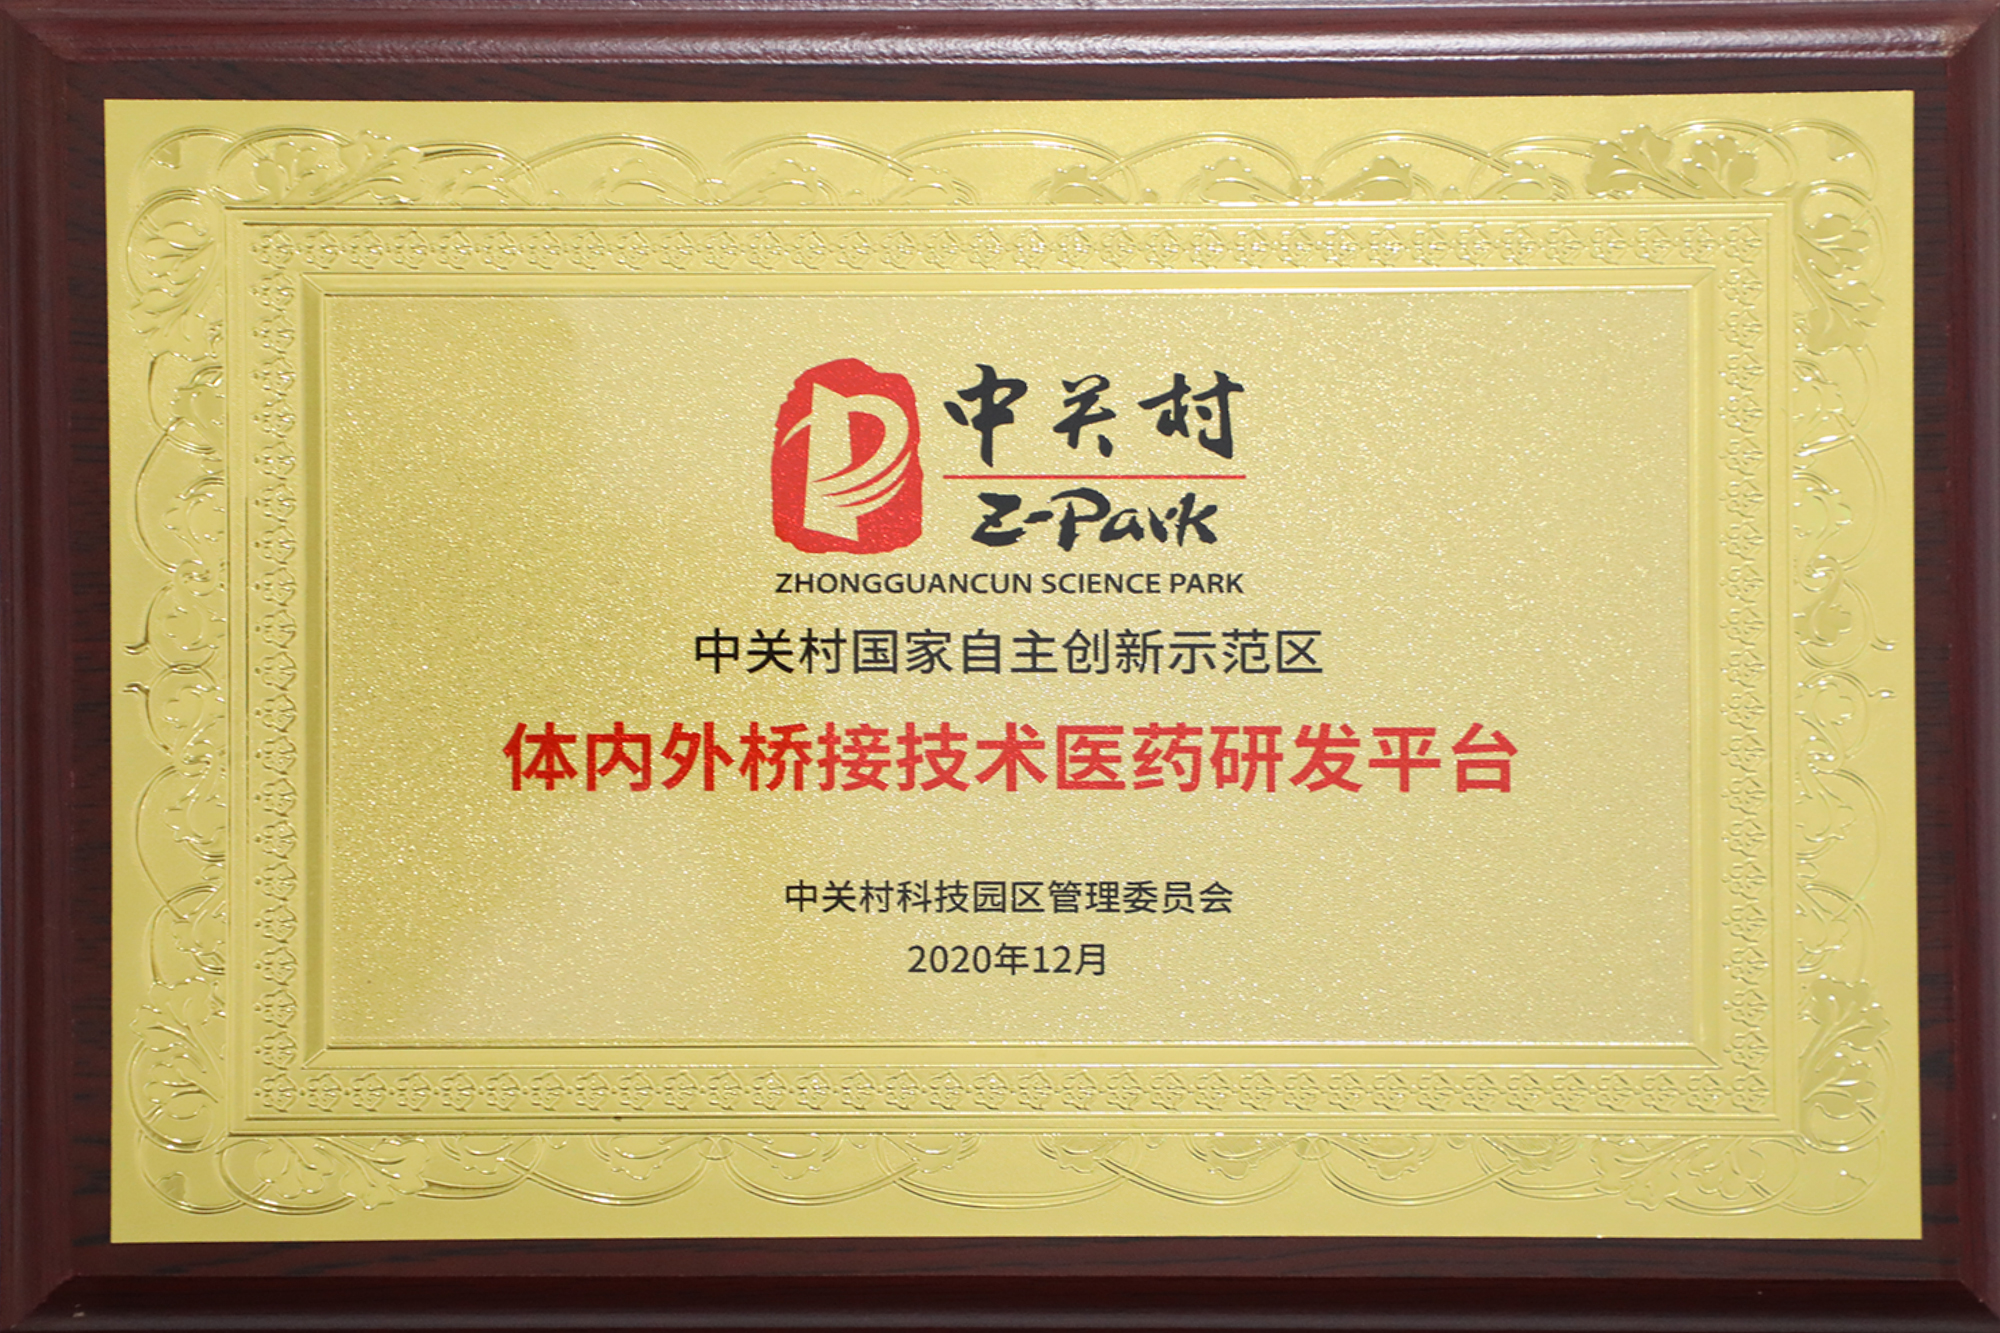 中关村
Z-Park
ZHONGGUANCUN SCIENCE PARK
中关村国家自主创新示范区
体内外桥接技术医药研发平台
中关村科技园区管理委员会
2020年12月